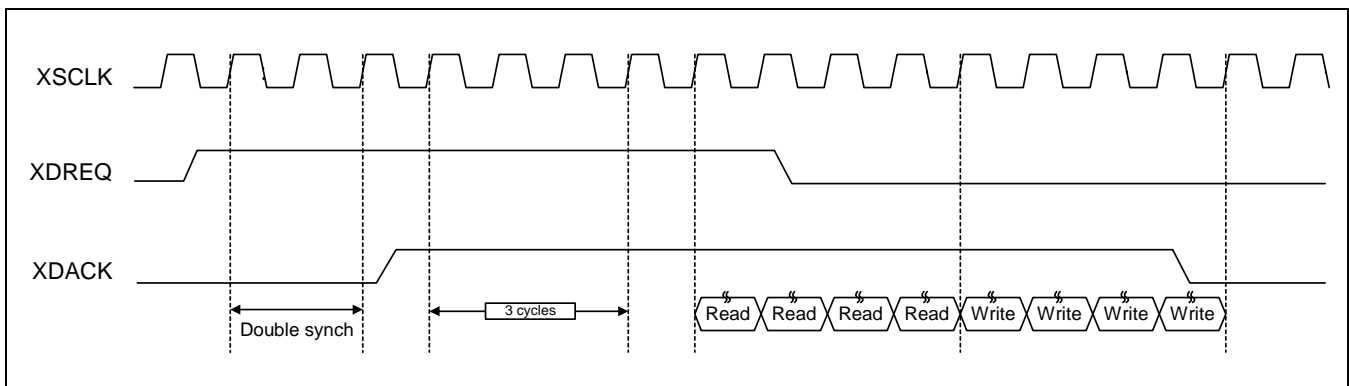 XSCLK
XDREQ
XDACK
3 cycles
Double synch
Read Read Read Read Write Write Write Write